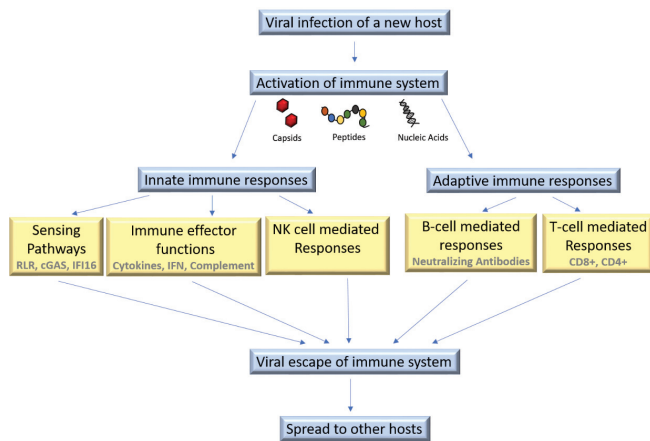 Viral infection of a new host
Activation of immune system
Capsids
Peptides
Nucleic Acids
Innate immune responses
Adaptive immune responses
Sensing
Pathways
RLR, cGAS, IFI16
Immune effector
functions
Cytokines, IFN, Complement
NK cell mediated
Responses
B-cell mediated
responses
Neutralizing Antibodies
T-cell mediated
Responses
CD8+, CD4+
Viral escape of immune system
Spread to other hosts